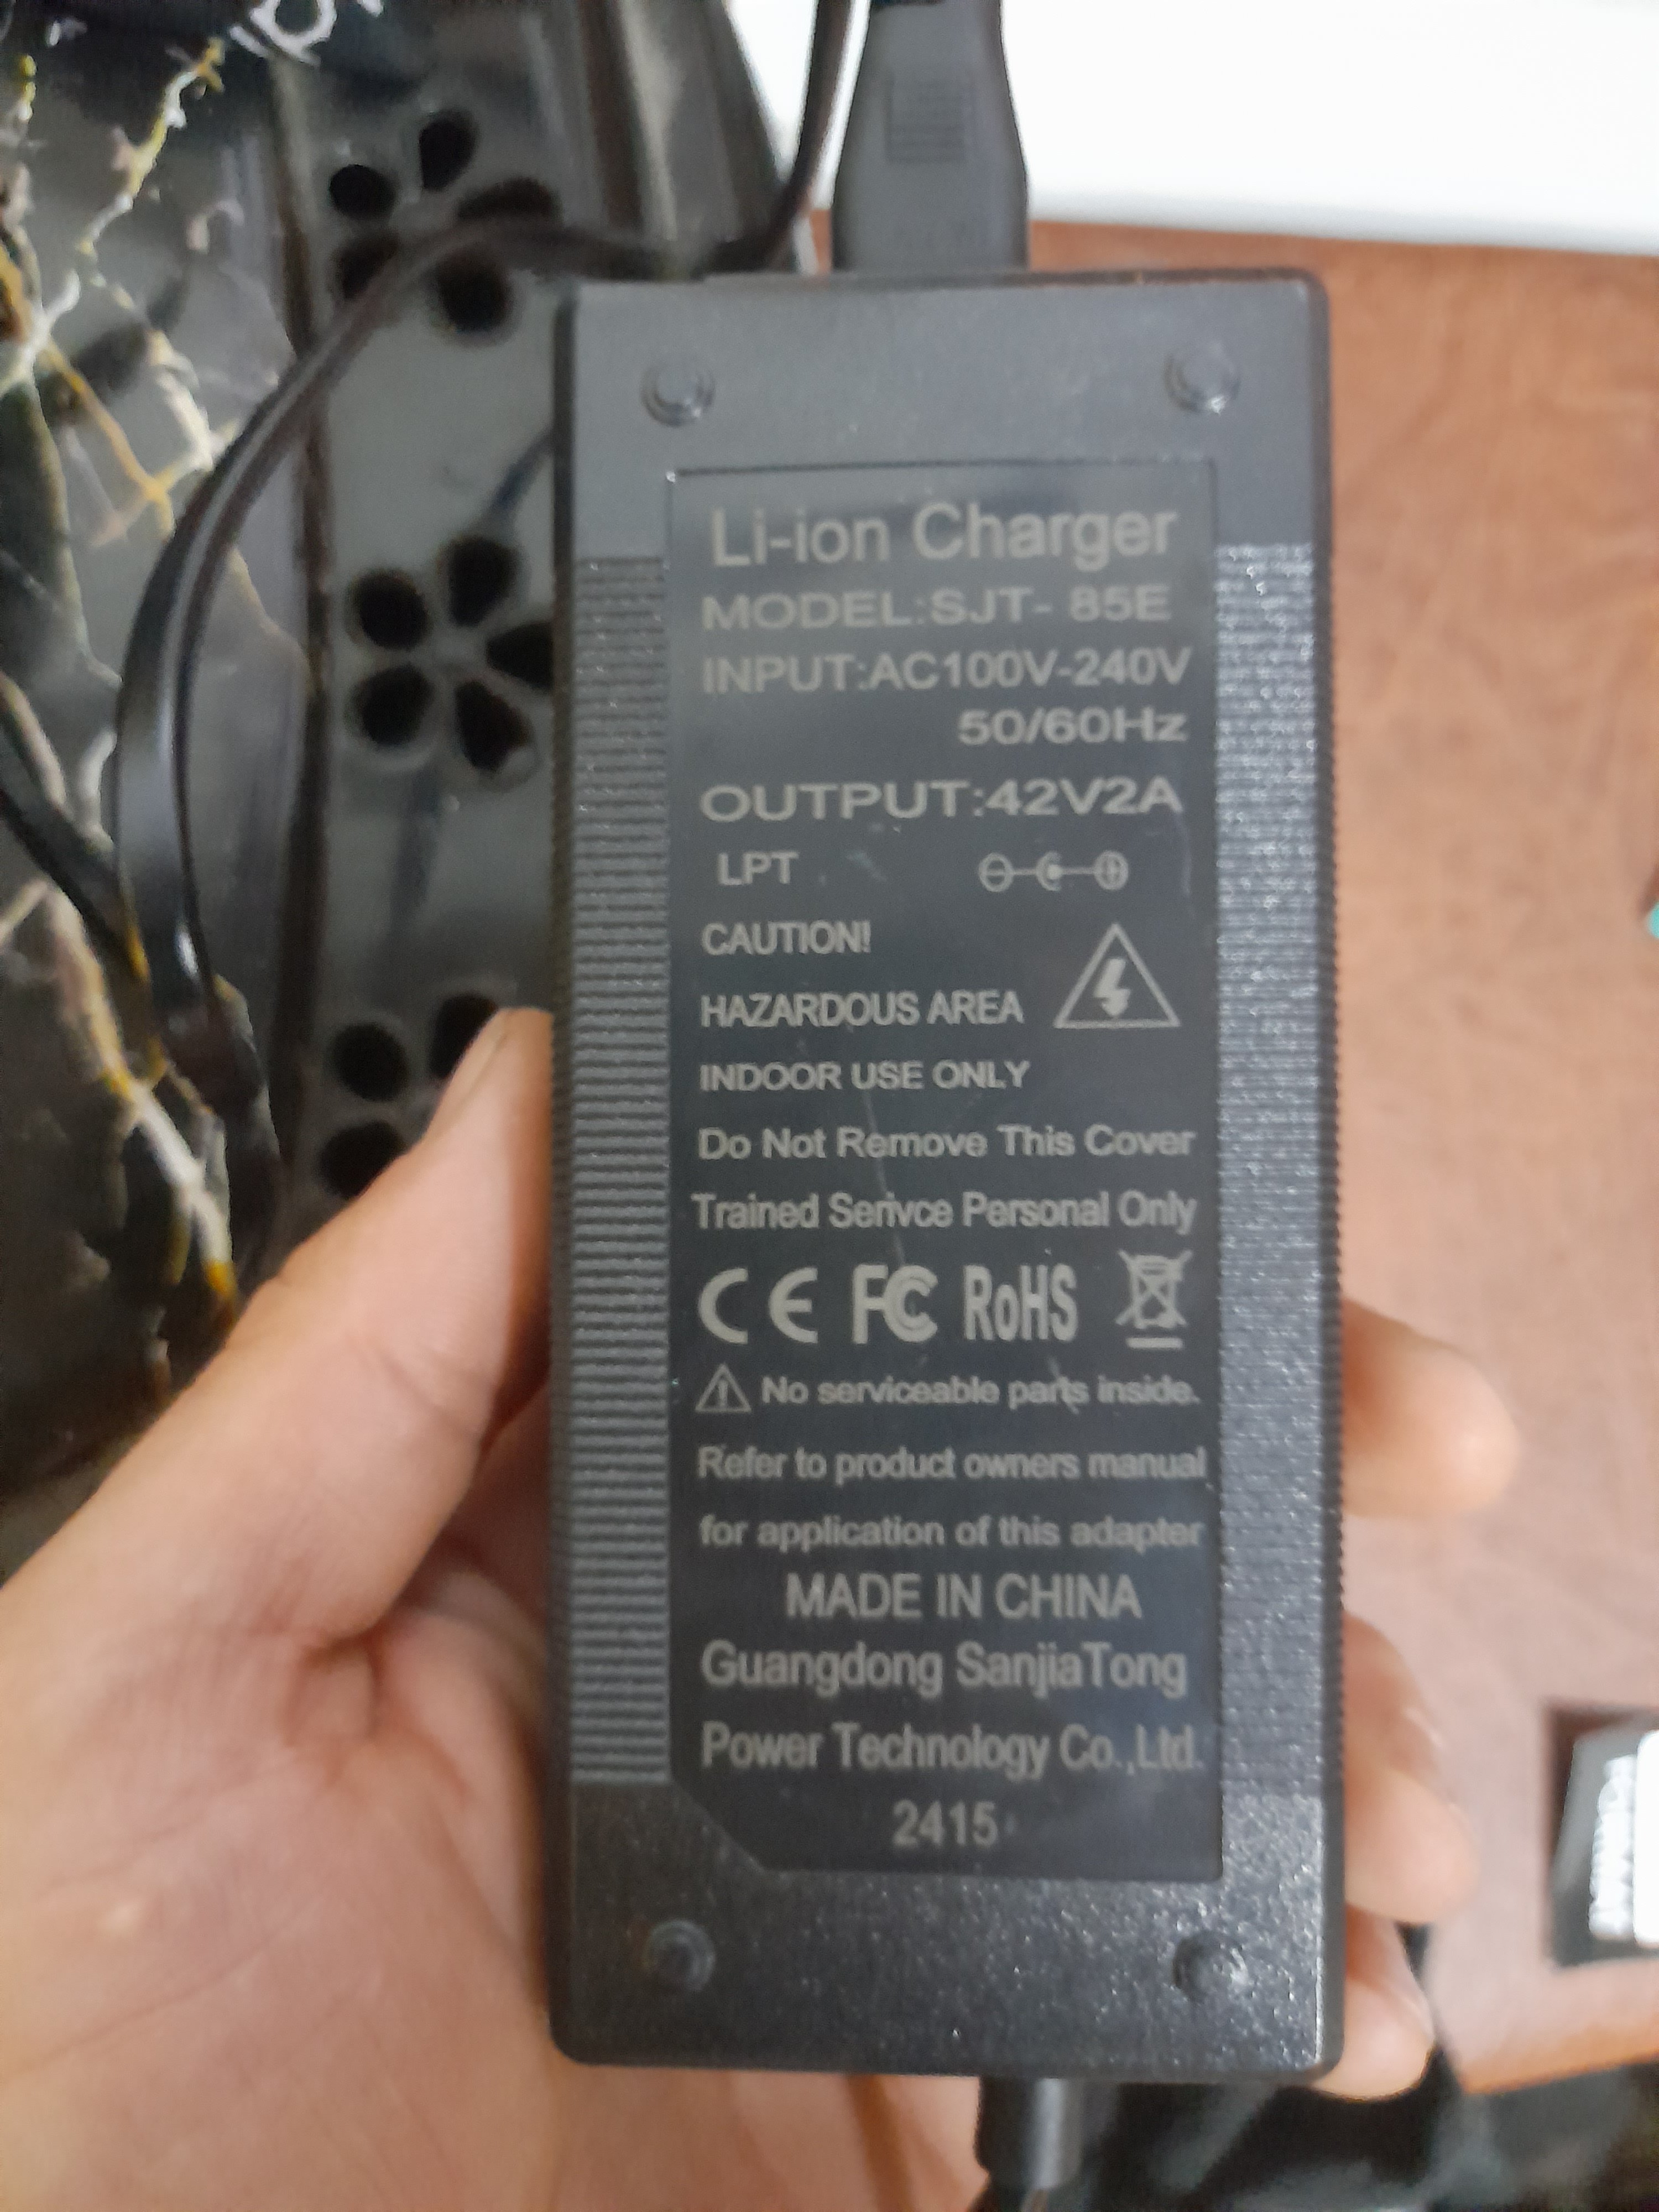 Li-ion Charger
MODEL:SJT- 85E
INPUT:AC100V-240V
50/60Hz
OUTPUT:42V2A
LPT
CAUTION!
HAZARDOUS AREA
INDOOR USE ONLY
Do Not Remove This Cover
Trained Serivce Personal Only
CE FC RoHS
No serviceable parts inside.
Refer to product owners manual
for application of this adapter
MADE IN CHINA
Guangdong SanjiaTong
Power Technology Co.,Ltd.
2415